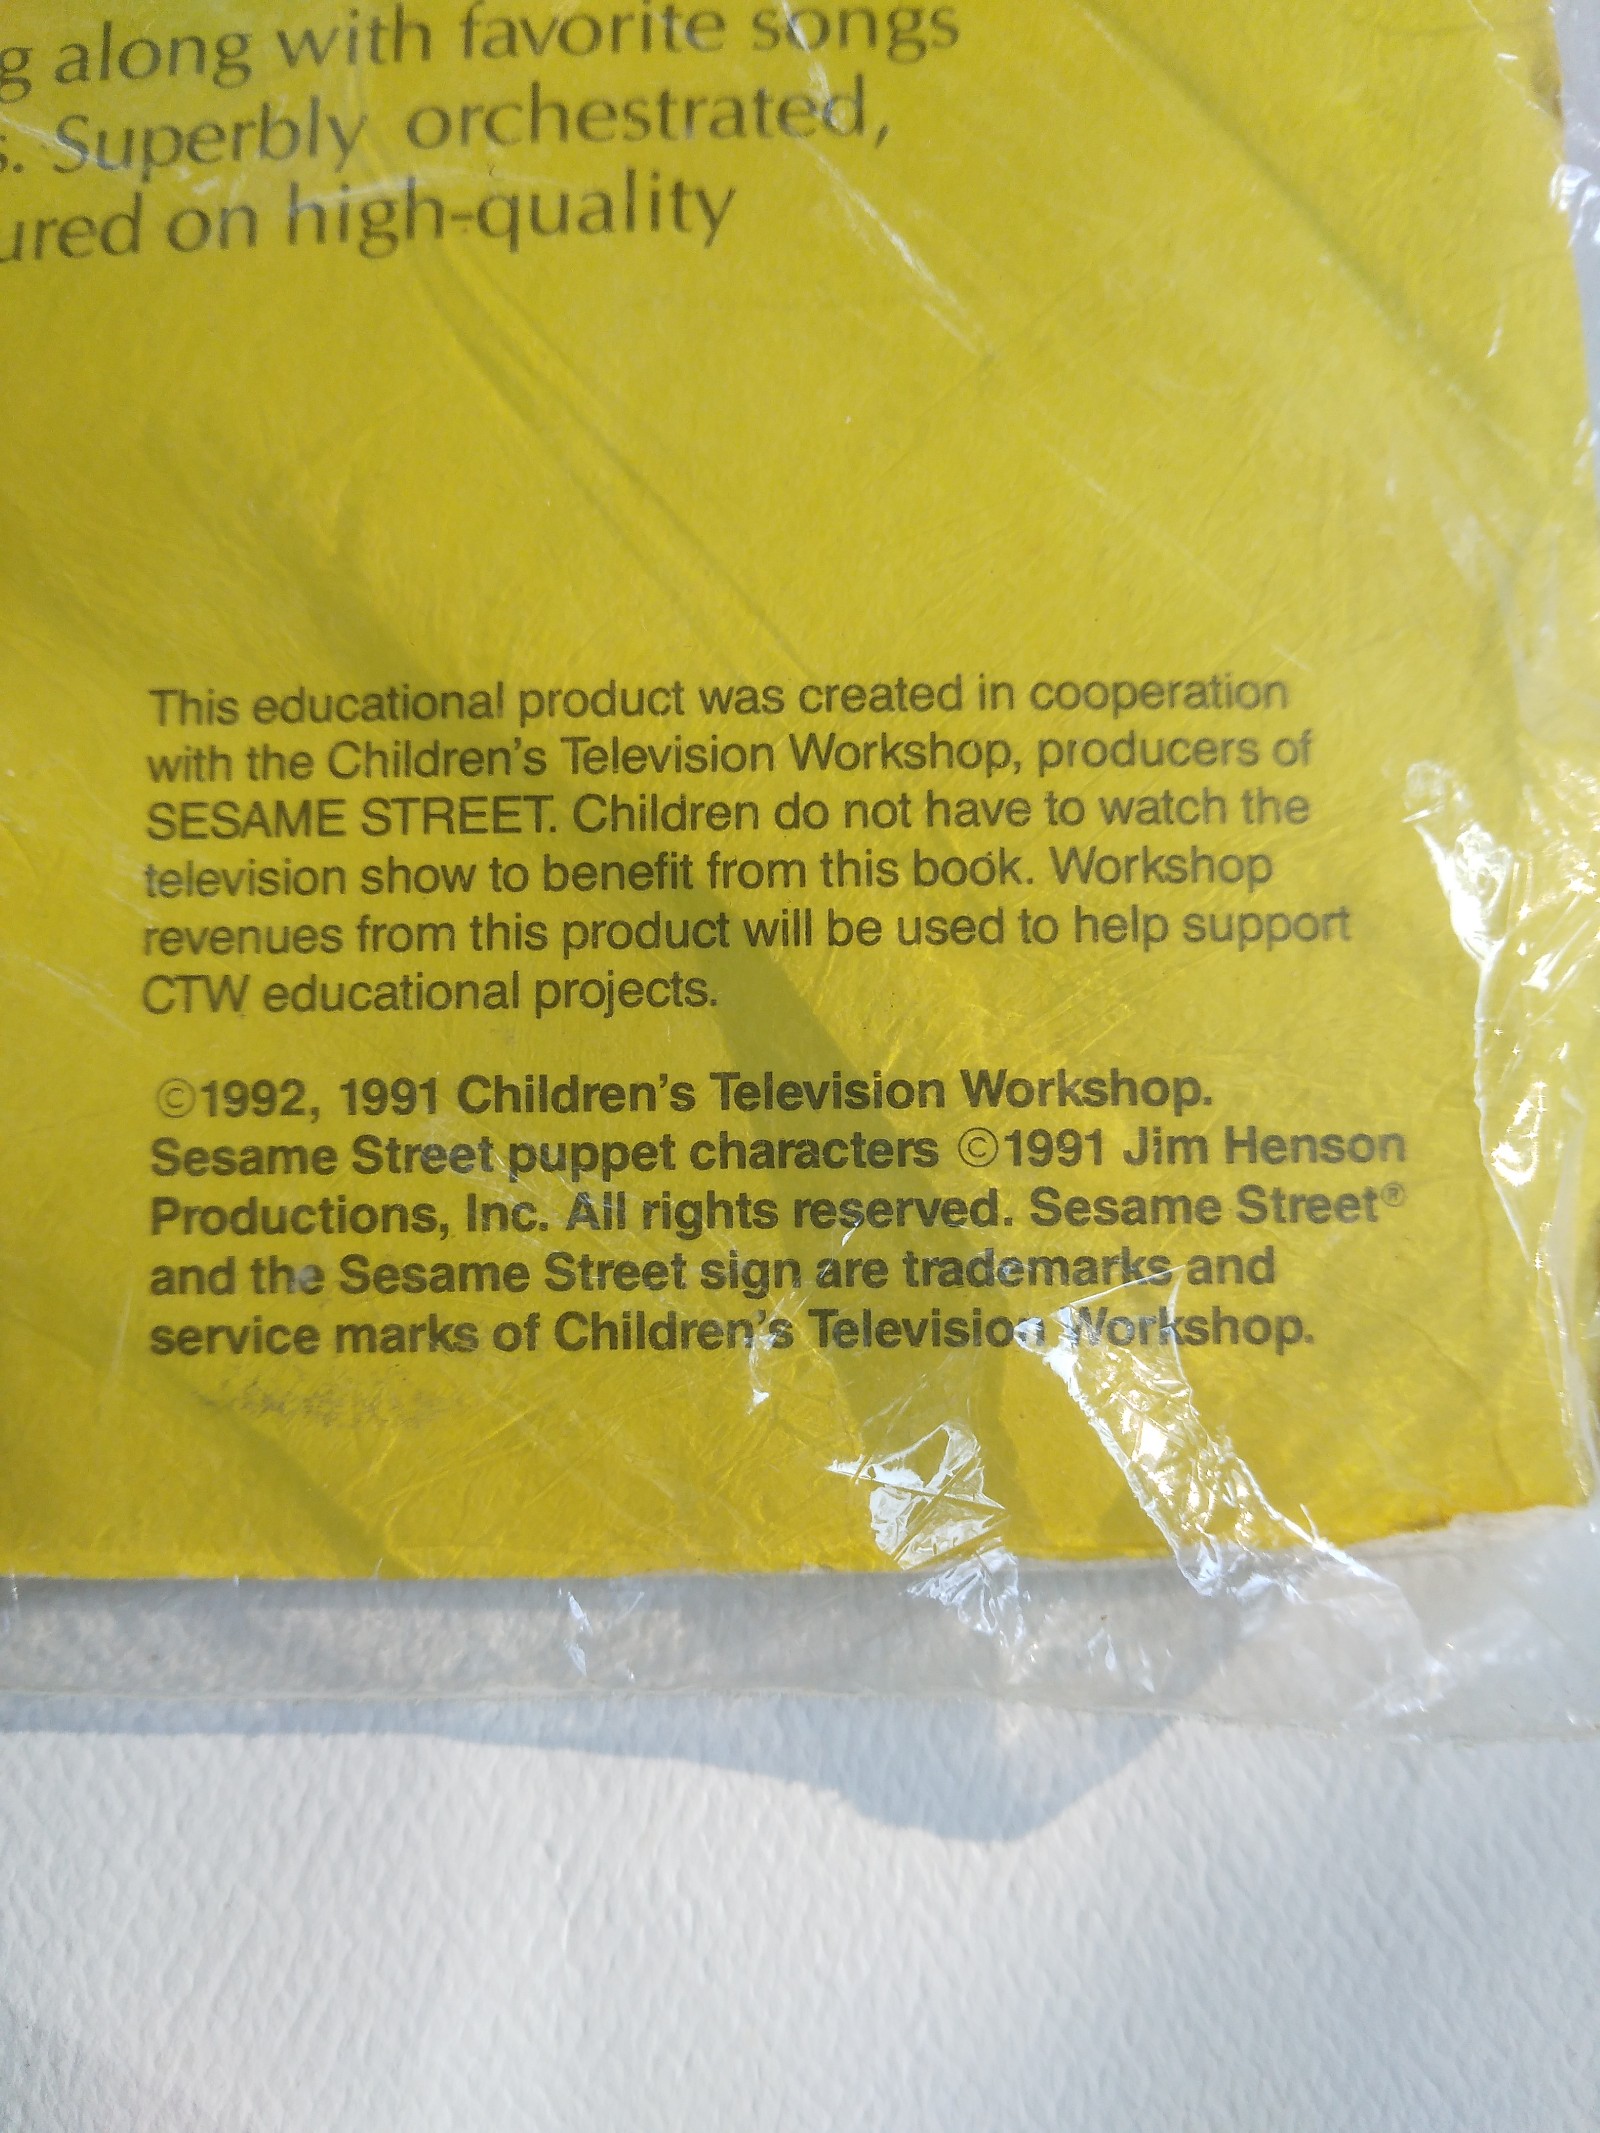 g along with favorite songs
s. Superbly orchestrated,
ured on high-quality
This educational product was created in cooperation
with the Children's Television Workshop, producers of
SESAME STREET. Children do not have to watch the
television show to benefit from this book. Workshop
revenues from this product will be used to help support
CTW educational projects.
©1992, 1991 Children's Television Workshop.
Sesame Street puppet characters ©1991 Jim Henson
Productions, Inc. All rights reserved. Sesame Street®
and the Sesame Street sign are trademarks and
service marks of Children's Television Workshop.